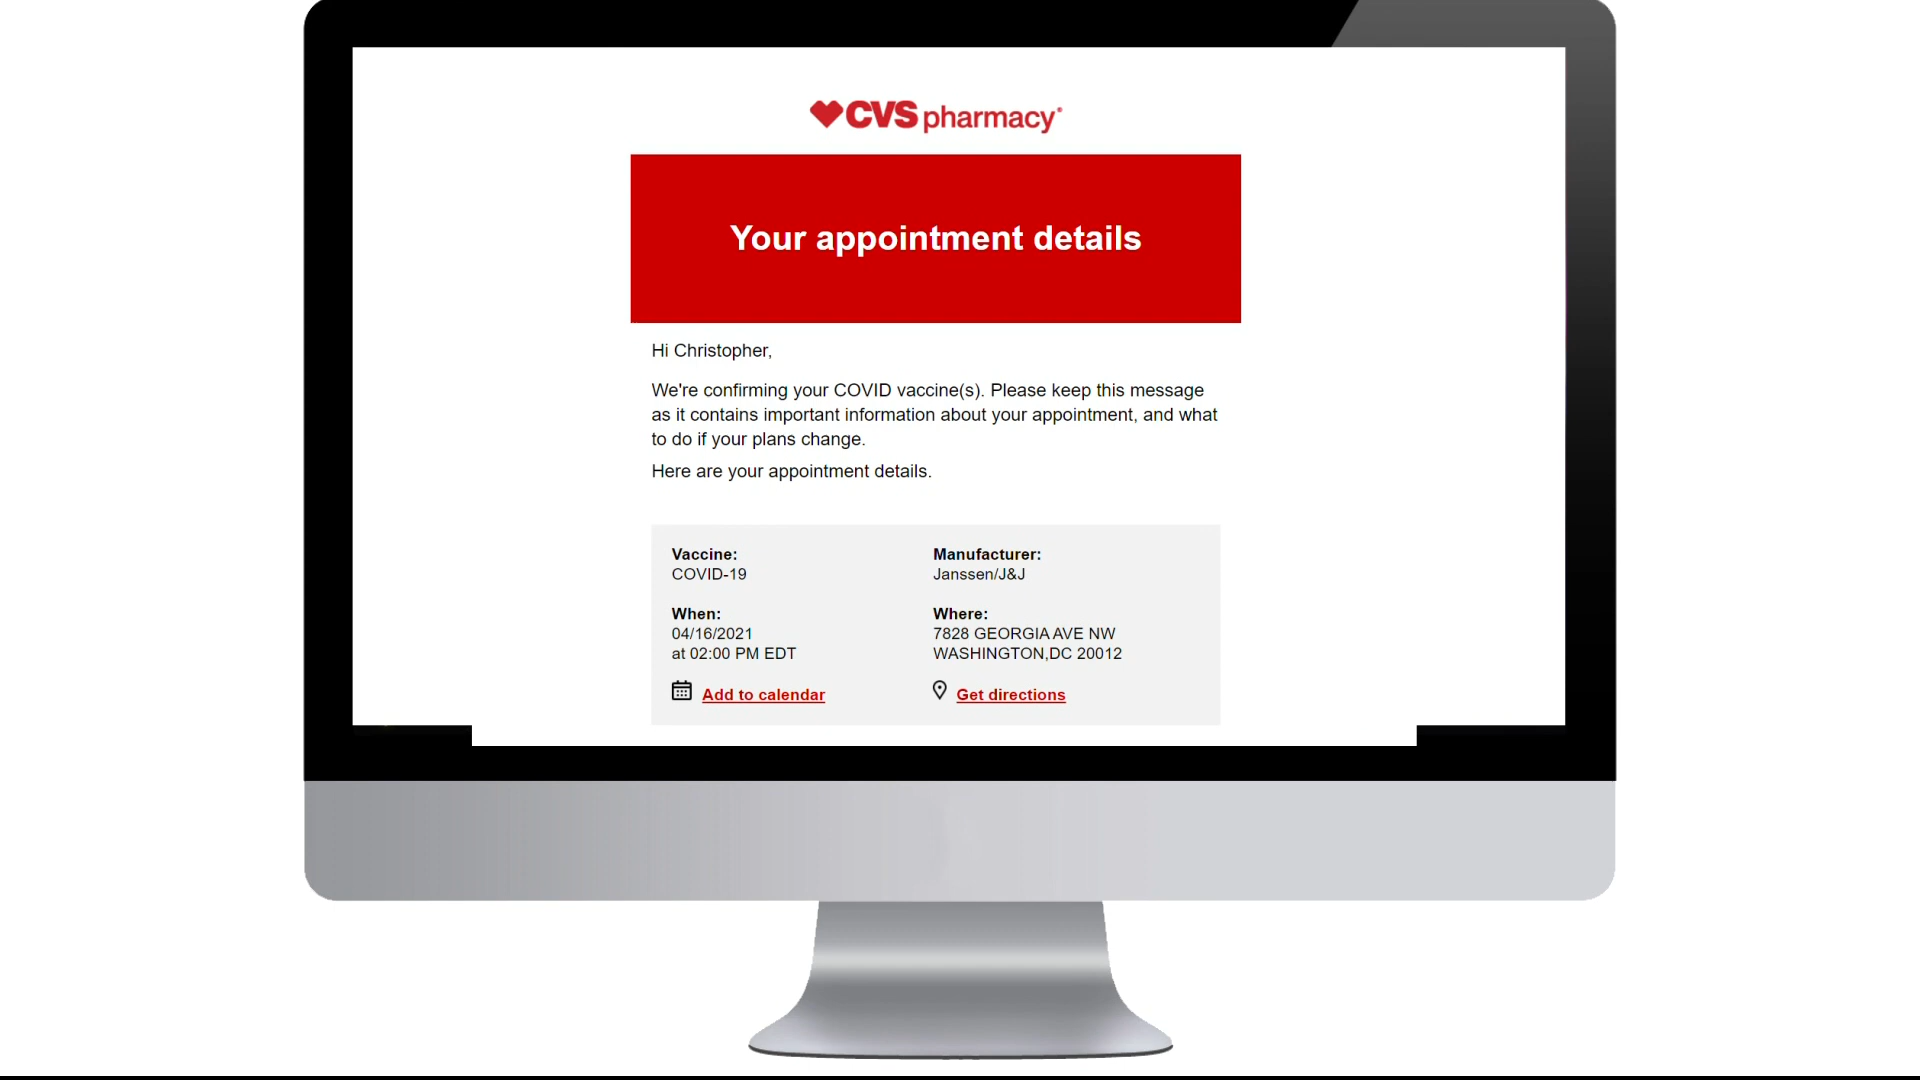 CVS pharmacy®
Your appointment details
Hi Christopher,
We're confirming your COVID vaccine(s). Please keep this message
as it contains important information about your appointment, and what
to do if your plans change.
Here are your appointment details.
Vaccine:
COVID-19
Manufacturer:
Janssen/J&J
When:
04/16/2021
at 02:00 PM EDT
Where:
7828 GEORGIA AVE NW
WASHINGTON,DC 20012
Add to calendar
Get directions